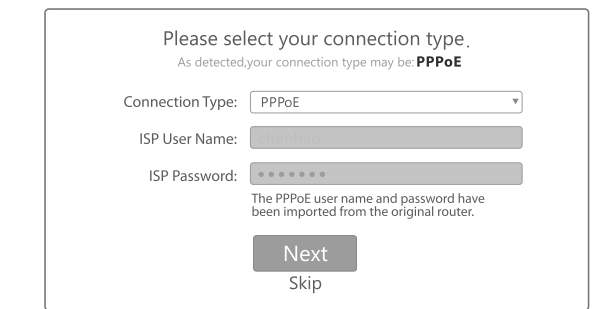 Please select your connection type.
As detected,your connection type may be: PPPoE
Connection Type: PPPoE
ISP User Name: chenhao
ISP Password: •••••••
The PPPoE user name and password have
been imported from the original router.
Next
Skip